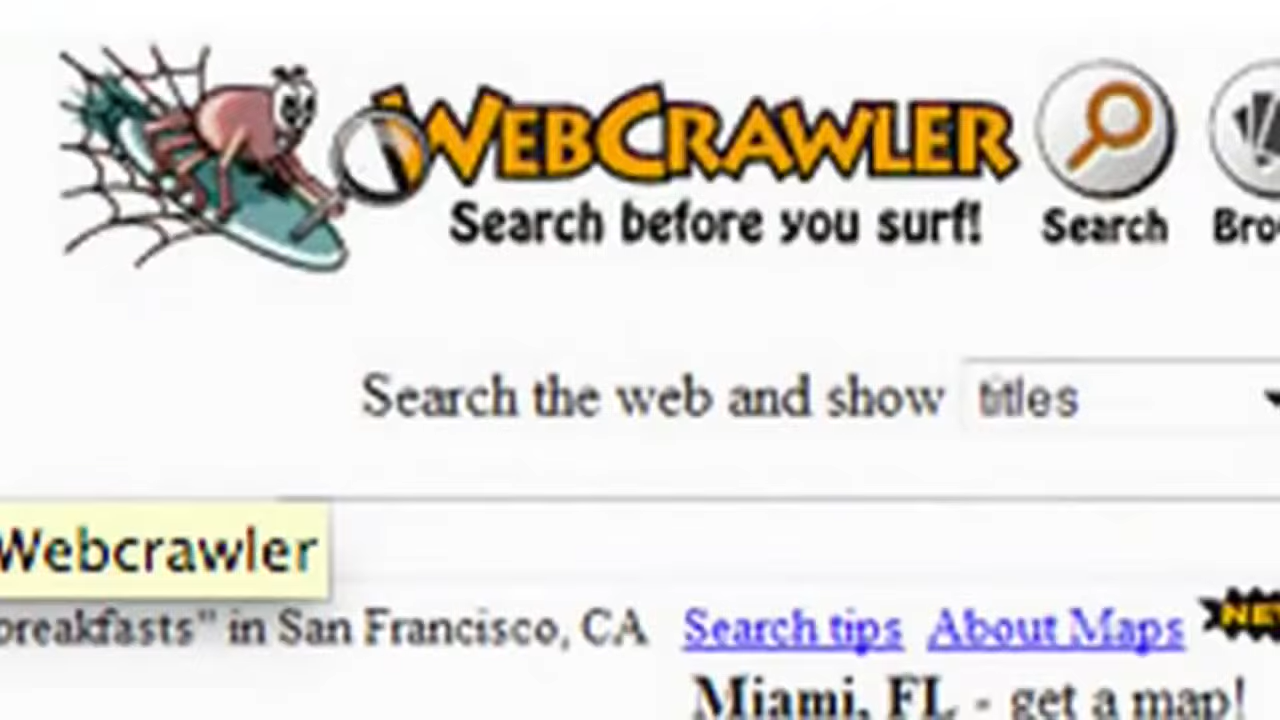 WEBCRAWLER
Search before you surf!
Search
Search the web and show titles
Webcrawler
breakfasts" in San Francisco, CA Search tips About Maps
Miami, FL - get a map!